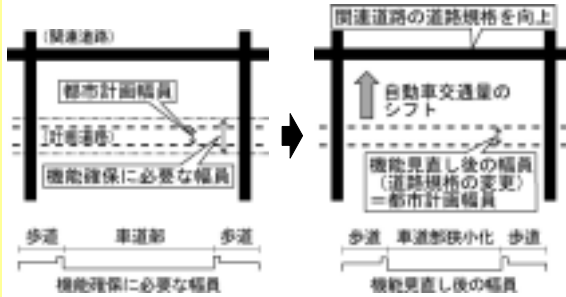 (関連道路)
都市計画幅員
(計画道路)
機能確保に必要な幅員
歩道 車道部 歩道
機能確保に必要な幅員
関連道路の道路規格を向上
自動車交通量の
シフト
機能見直し後の幅員
(道路規格の変更)
=都市計画幅員
歩道 車道部狭小化 歩道
機能見直し後の幅員